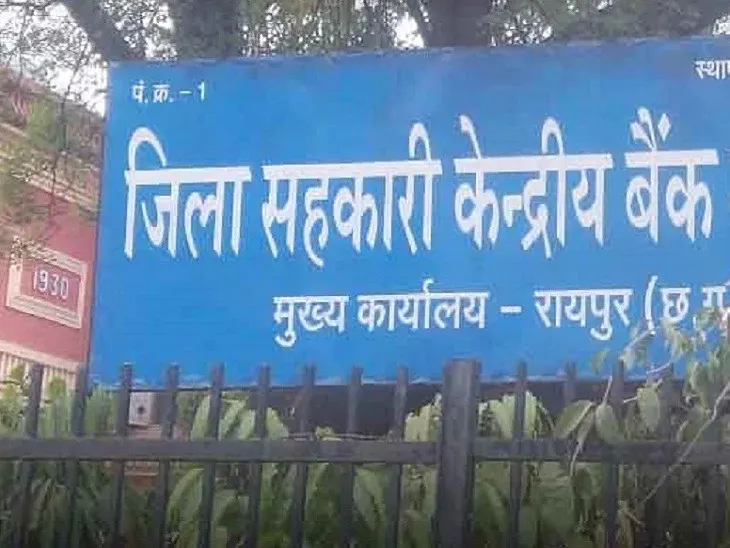 पं. क्र. - 1
जिला सहकारी केन्द्रीय बैंक
मुख्य कार्यालय – रायपुर (छ.ग.
1930